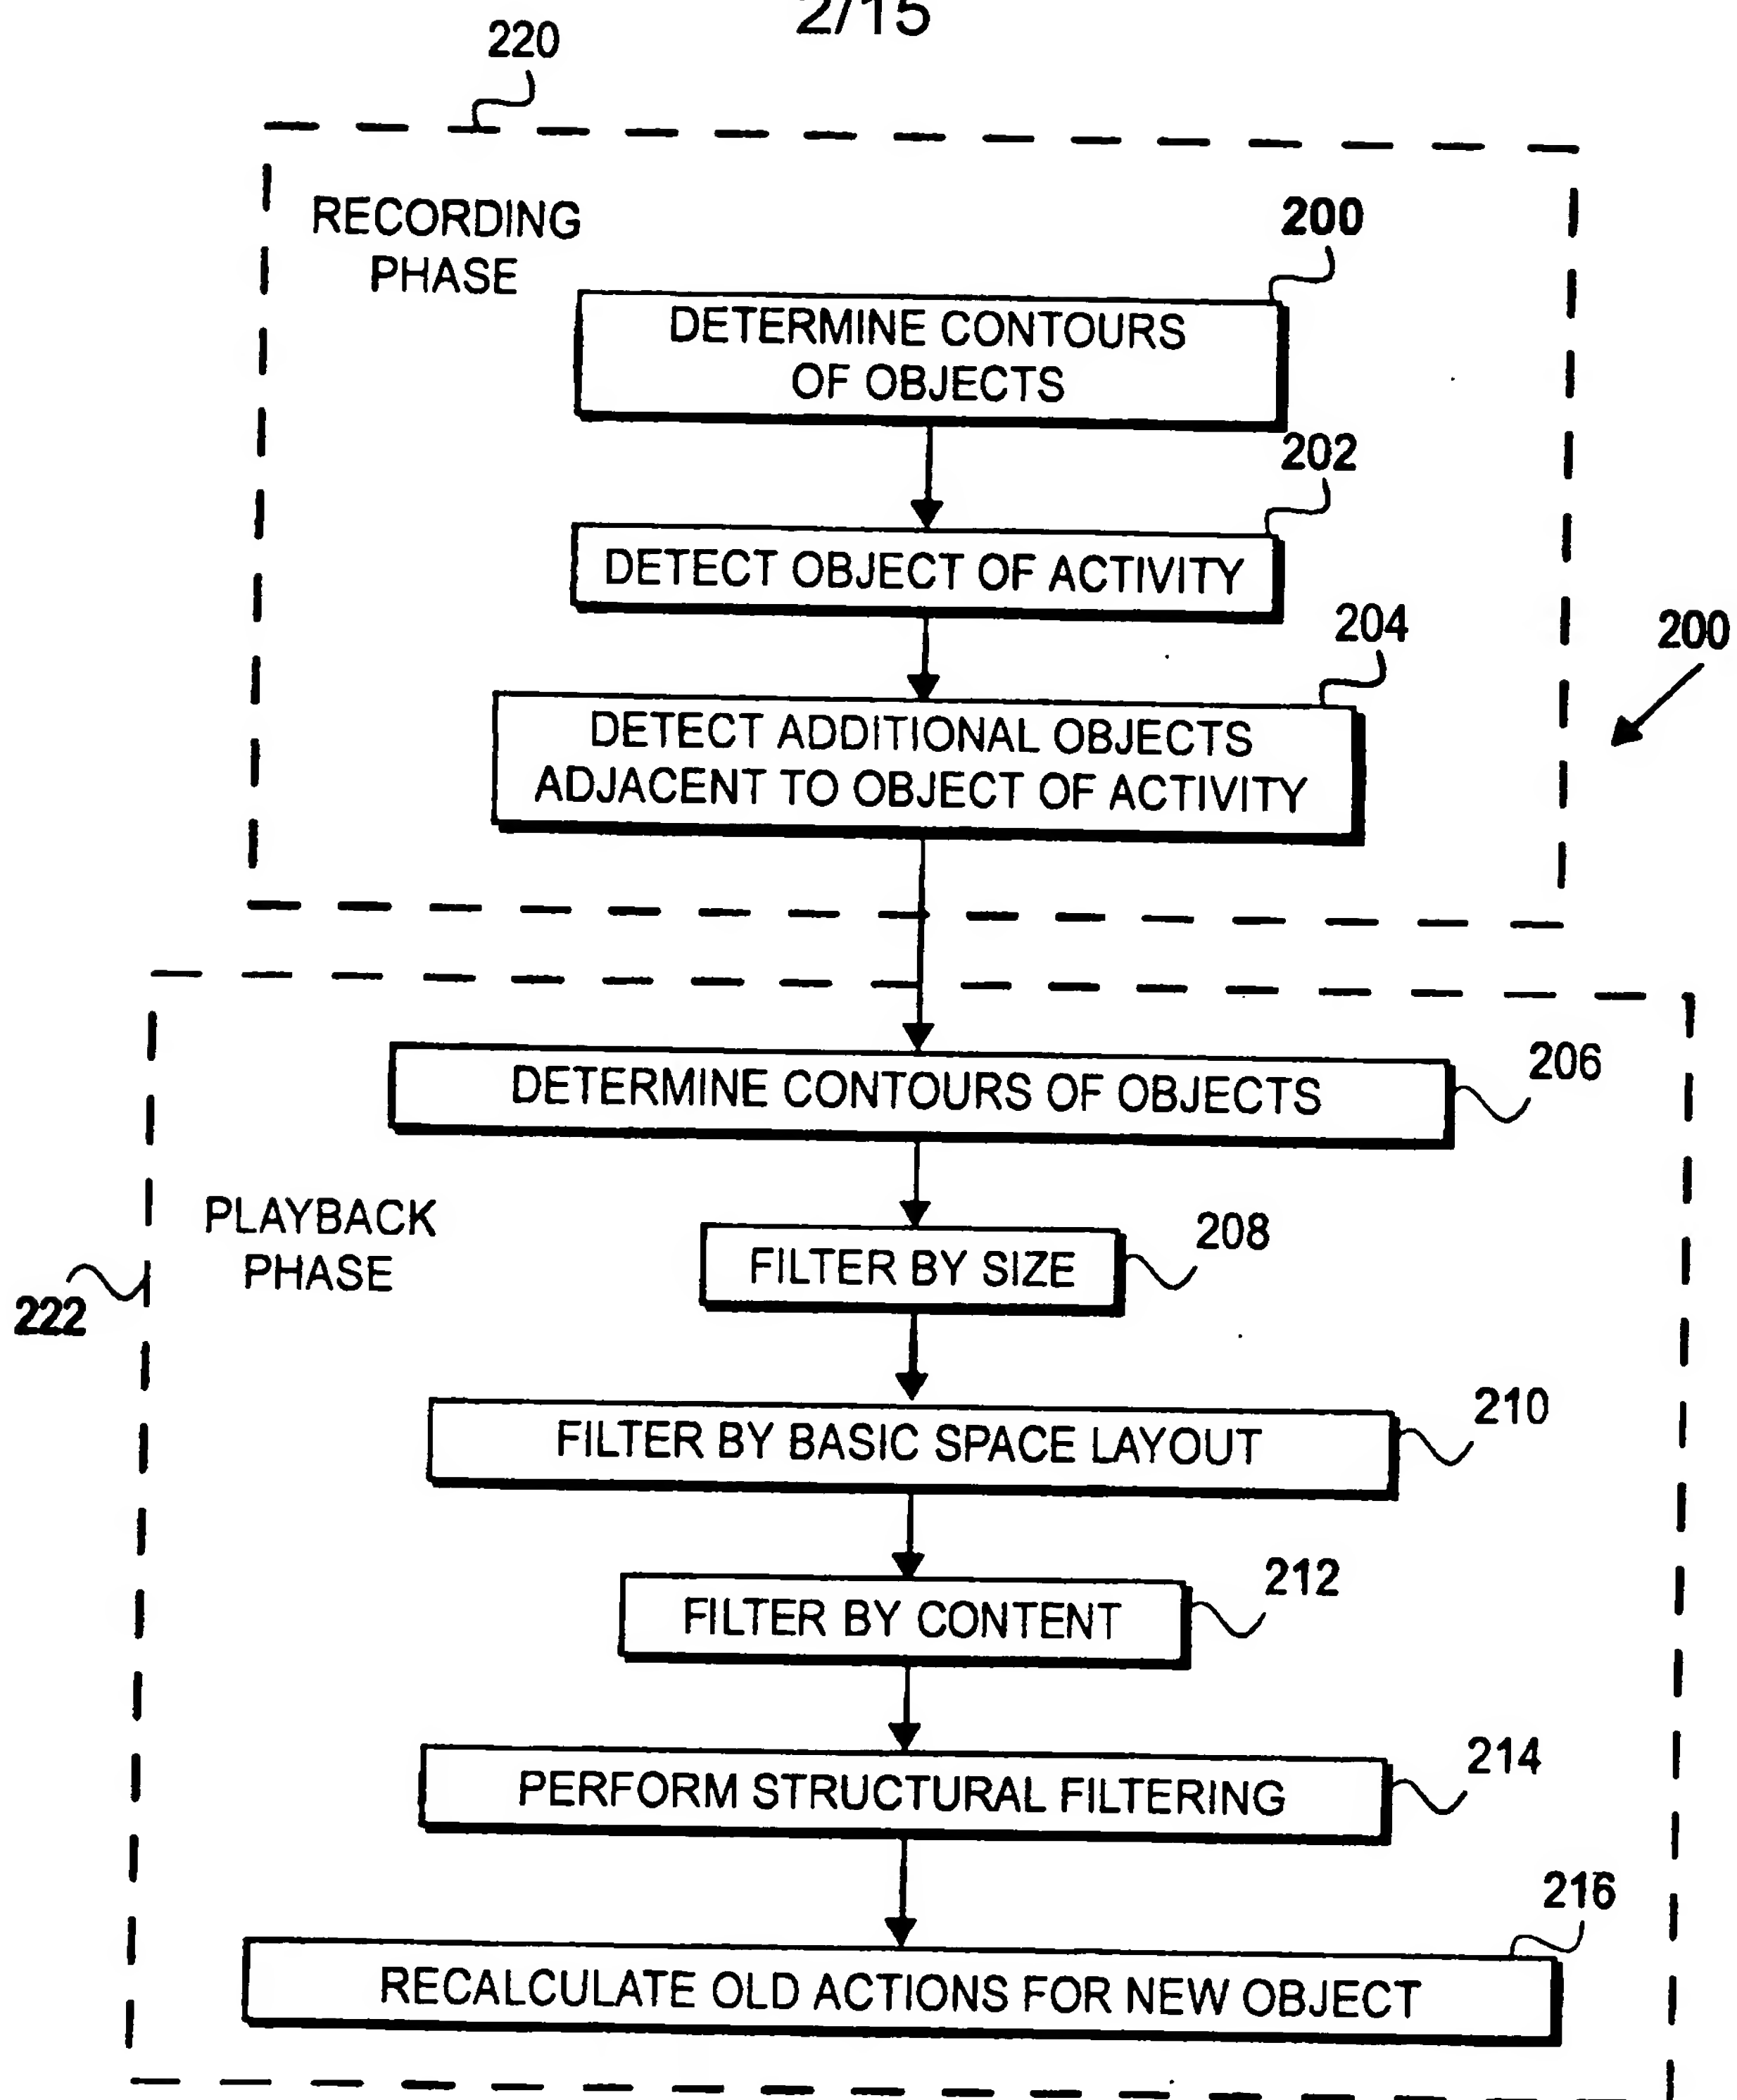 2/15
220
RECORDING
PHASE
200
DETERMINE CONTOURS
OF OBJECTS
202
DETECT OBJECT OF ACTIVITY
204
200
DETECT ADDITIONAL OBJECTS
ADJACENT TO OBJECT OF ACTIVITY
206
DETERMINE CONTOURS OF OBJECTS
PLAYBACK
PHASE
222
208
FILTER BY SIZE
210
FILTER BY BASIC SPACE LAYOUT
212
FILTER BY CONTENT
214
PERFORM STRUCTURAL FILTERING
216
RECALCULATE OLD ACTIONS FOR NEW OBJECT